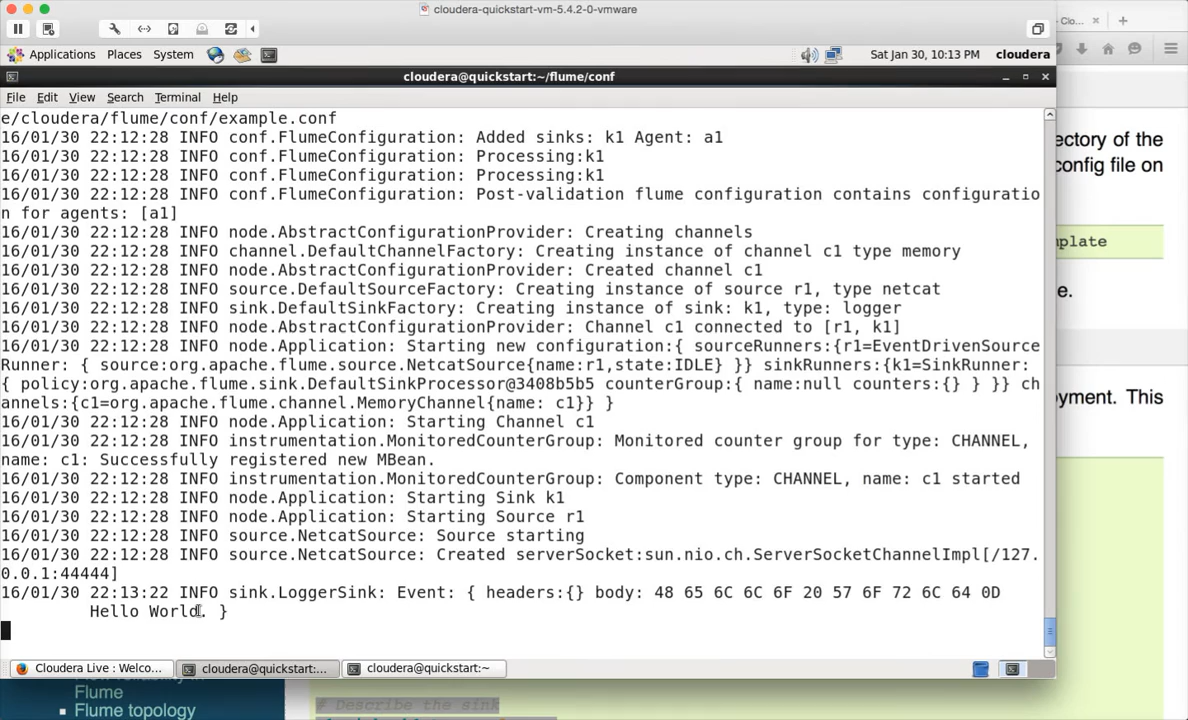 cloudera-quickstart-vm-5.4.2-0-vmware
Clo...
Applications Places System
Sat Jan 30, 10:13 PM cloudera
cloudera@quickstart:~/flume/conf
File Edit View Search Terminal Help
e/cloudera/flume/conf/example.conf
16/01/30 22:12:28 INFO conf.FlumeConfiguration: Added sinks: k1 Agent: a1
16/01/30 22:12:28 INFO conf.FlumeConfiguration: Processing:k1
16/01/30 22:12:28 INFO conf.FlumeConfiguration: Processing:k1
16/01/30 22:12:28 INFO conf.FlumeConfiguration: Post-validation flume configuration contains configuratio
n for agents: [a1]
16/01/30 22:12:28 INFO node.AbstractConfigurationProvider: Creating channels
16/01/30 22:12:28 INFO channel.DefaultChannelFactory: Creating instance of channel c1 type memory
16/01/30 22:12:28 INFO node.AbstractConfigurationProvider: Created channel c1
16/01/30 22:12:28 INFO source.DefaultSourceFactory: Creating instance of source r1, type netcat
16/01/30 22:12:28 INFO sink.DefaultSinkFactory: Creating instance of sink: k1, type: logger
16/01/30 22:12:28 INFO node.AbstractConfigurationProvider: Channel c1 connected to [r1, k1]
16/01/30 22:12:28 INFO node.Application: Starting new configuration:{ sourceRunners:{r1=EventDrivenSource
Runner: { source:org.apache.flume.source.NetcatSource{name:r1,state:IDLE} }} sinkRunners:{k1=SinkRunner:
{ policy:org.apache.flume.sink.DefaultSinkProcessor@3408b5b5 counterGroup:{ name:null counters:{} } }} ch
annels:{c1=org.apache.flume.channel.MemoryChannel{name: c1}} }
16/01/30 22:12:28 INFO node.Application: Starting Channel c1
16/01/30 22:12:28 INFO instrumentation.MonitoredCounterGroup: Monitored counter group for type: CHANNEL,
name: c1: Successfully registered new MBean.
16/01/30 22:12:28 INFO instrumentation.MonitoredCounterGroup: Component type: CHANNEL, name: c1 started
16/01/30 22:12:28 INFO node.Application: Starting Sink k1
16/01/30 22:12:28 INFO node.Application: Starting Source r1
16/01/30 22:12:28 INFO source.NetcatSource: Source starting
16/01/30 22:12:28 INFO source.NetcatSource: Created serverSocket:sun.nio.ch.ServerSocketChannelImpl[/127.
0.0.1:44444]
16/01/30 22:13:22 INFO sink.LoggerSink: Event: { headers:{} body: 48 65 6C 6C 6F 20 57 6F 72 6C 64 0D
Hello World. }
ectory of the
config file on
mplate
e.
yment. This
Cloudera Live : Welco... cloudera@quickstart:... cloudera@quickstart:~
Flume
Flume topology
# Describe the sink